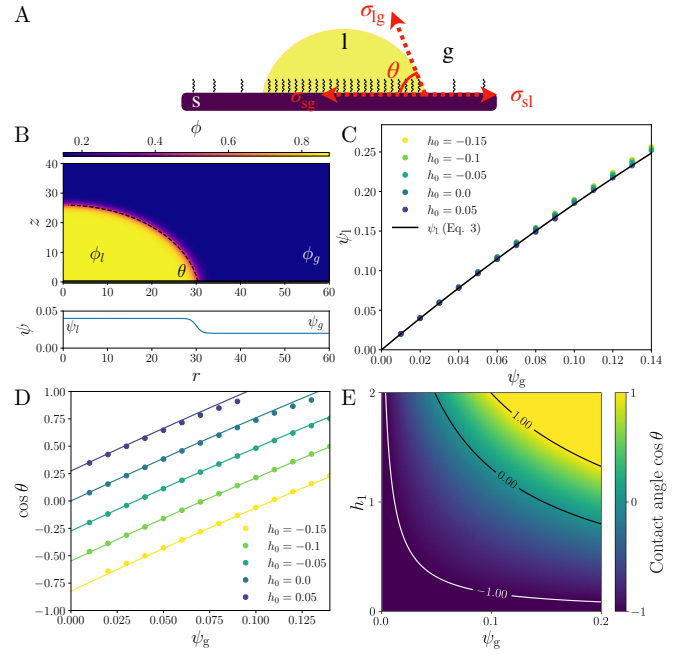 A
σlg
l
g
θ
s
σsg
σsl
B
ϕ
0.2 0.4 0.6 0.8
40
30
20
10
0
z
ϕl
ϕg
θ
0 10 20 30 40 50 60
0.05
0.00
ψ
ψl
ψg
0 10 20 30 40 50 60
r
C
0.25
0.20
0.15
0.10
0.05
0.00
ψl
h0 = −0.15
h0 = −0.1
h0 = −0.05
h0 = 0.0
h0 = 0.05
ψl (Eq. 3)
0.00 0.02 0.04 0.06 0.08 0.10 0.12 0.14
ψg
D
1.00
0.75
0.50
0.25
0.00
−0.25
−0.50
−0.75
−1.00
cos θ
h0 = −0.15
h0 = −0.1
h0 = −0.05
h0 = 0.0
h0 = 0.05
0.000 0.025 0.050 0.075 0.100 0.125
ψg
E
2
1
0
h1
1.00
0.00
−1.00
0.0 0.1 0.2
ψg
1
0
−1
Contact angle cos θ